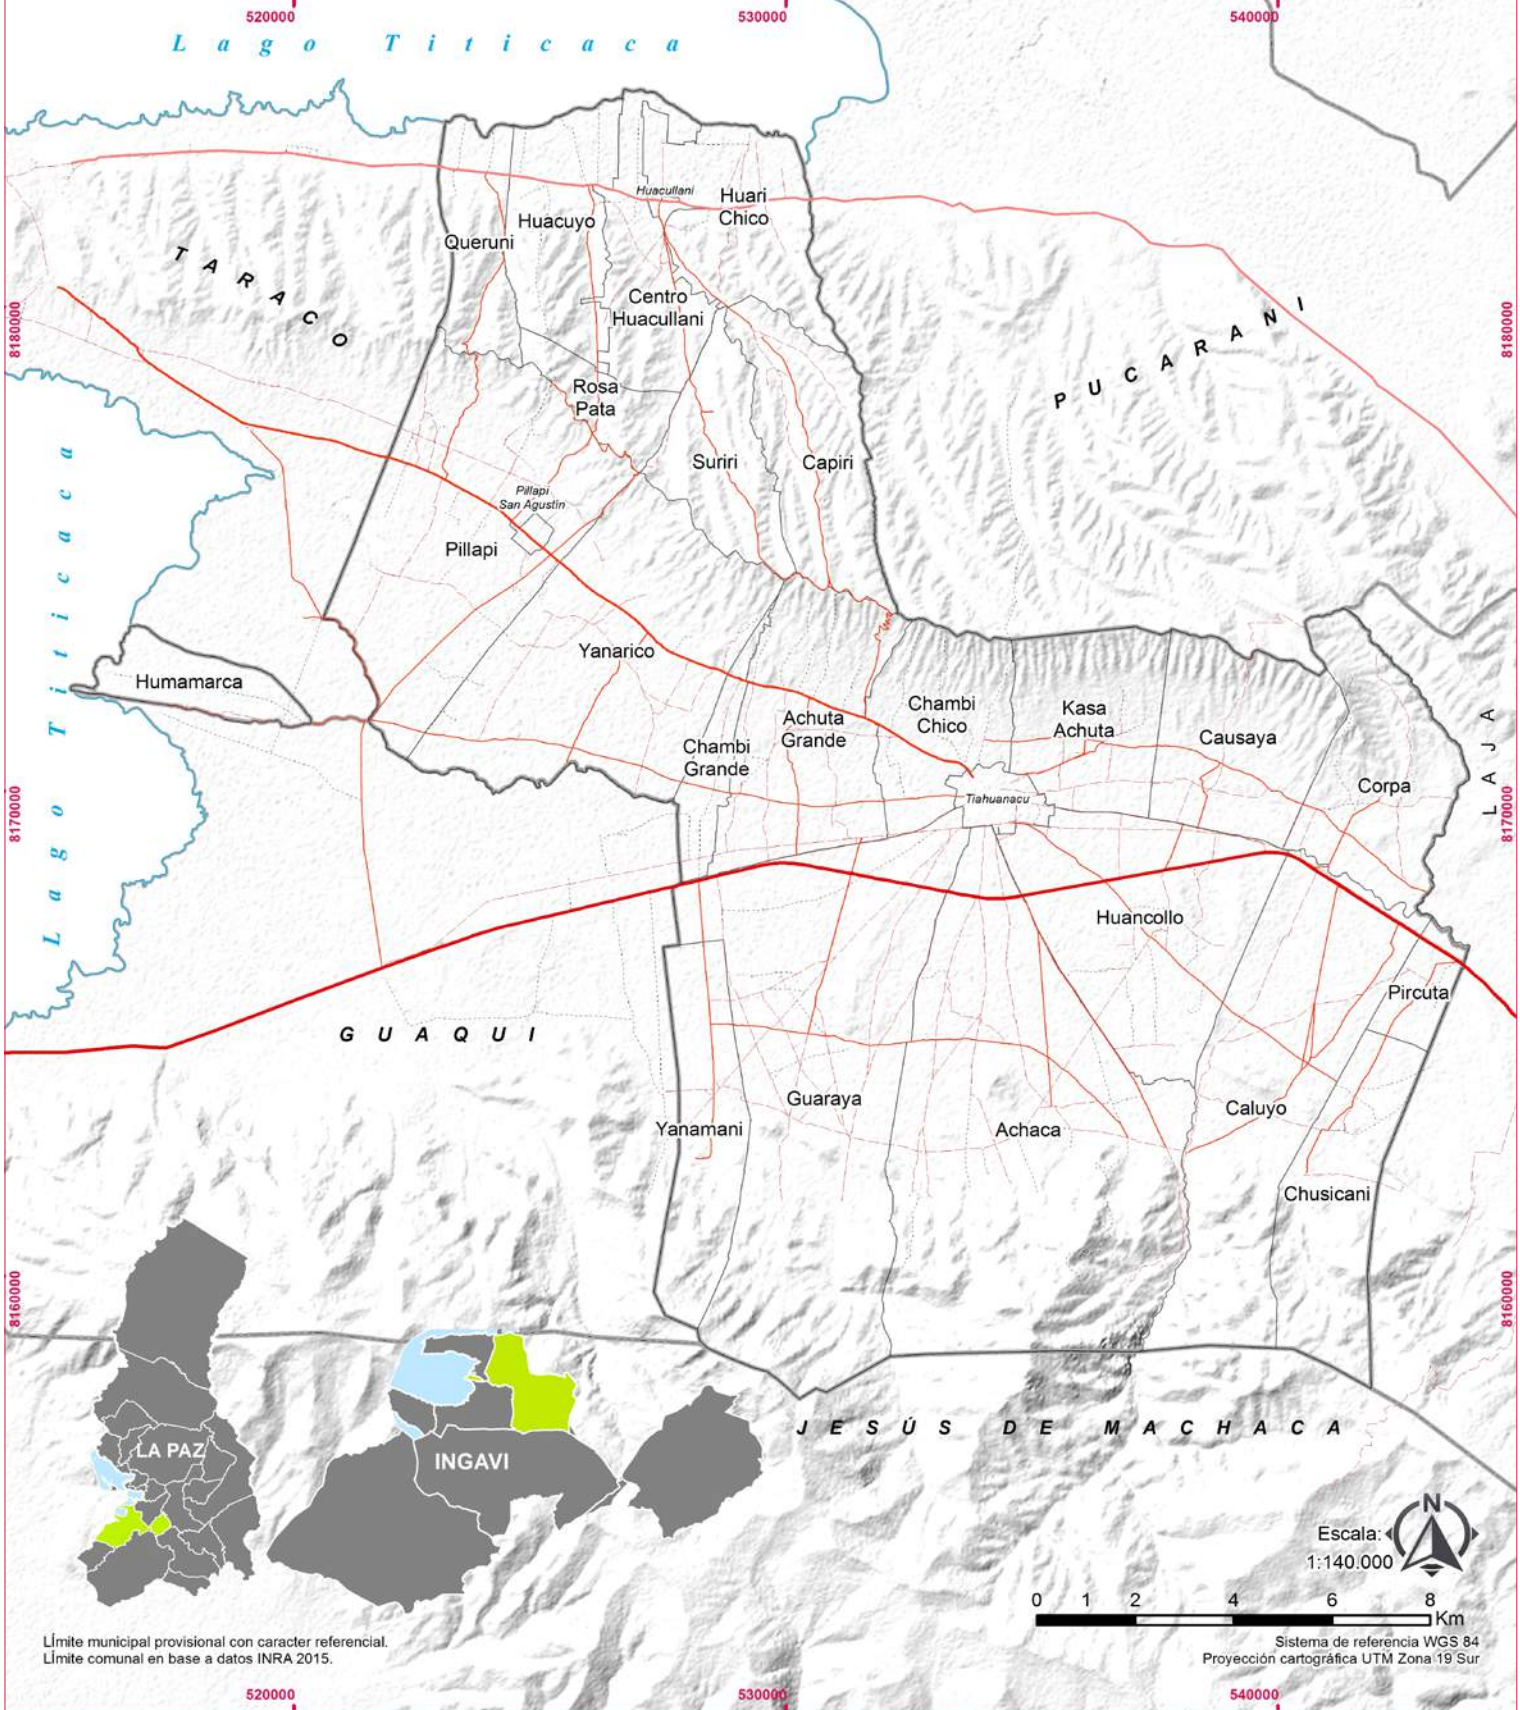 520000
530000
540000
Lago Titicaca
Huacullani
Huari
Chico
Huacuyo
Queruni
TARACO
Centro
Huacullani
PUCARANI
8180000
8180000
Rosa
Pata
Suriri
Capiri
Pillapi
San Agustin
Pillapi
Lago Titicaca
Yanarico
Humamarca
Chambi
Chico
Kasa
Achuta
Achuta
Grande
Causaya
Chambi
Grande
LAJA
Corpa
Tiahuanacu
8170000
8170000
Huancollo
Pircuta
GUAQUI
Guaraya
Caluyo
Yanamani
Achaca
Chusicani
8160000
8160000
JESÚS DE MACHACA
LA PAZ
INGAVI
N
Escala:
1:140.000
0 1 2 4 6 8
Km
Límite municipal provisional con caracter referencial.
Límite comunal en base a datos INRA 2015.
Sistema de referencia WGS 84
Proyección cartográfica UTM Zona 19 Sur
520000
530000
540000